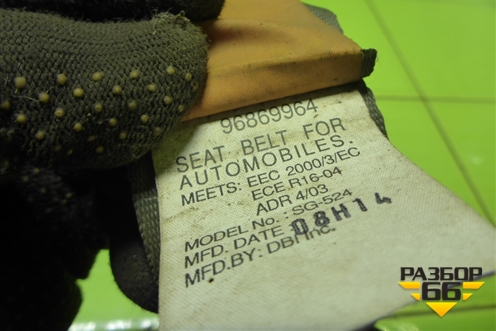 96869964
SEAT BELT FOR
AUTOMOBILES.
MEETS: EEC 2000/3/EC
ECE R16-04
ADR 4/03
MODEL No. : SG-524
MFD. DATE 08H14
MFD.BY: DBI Inc.
РАЗБОР
66